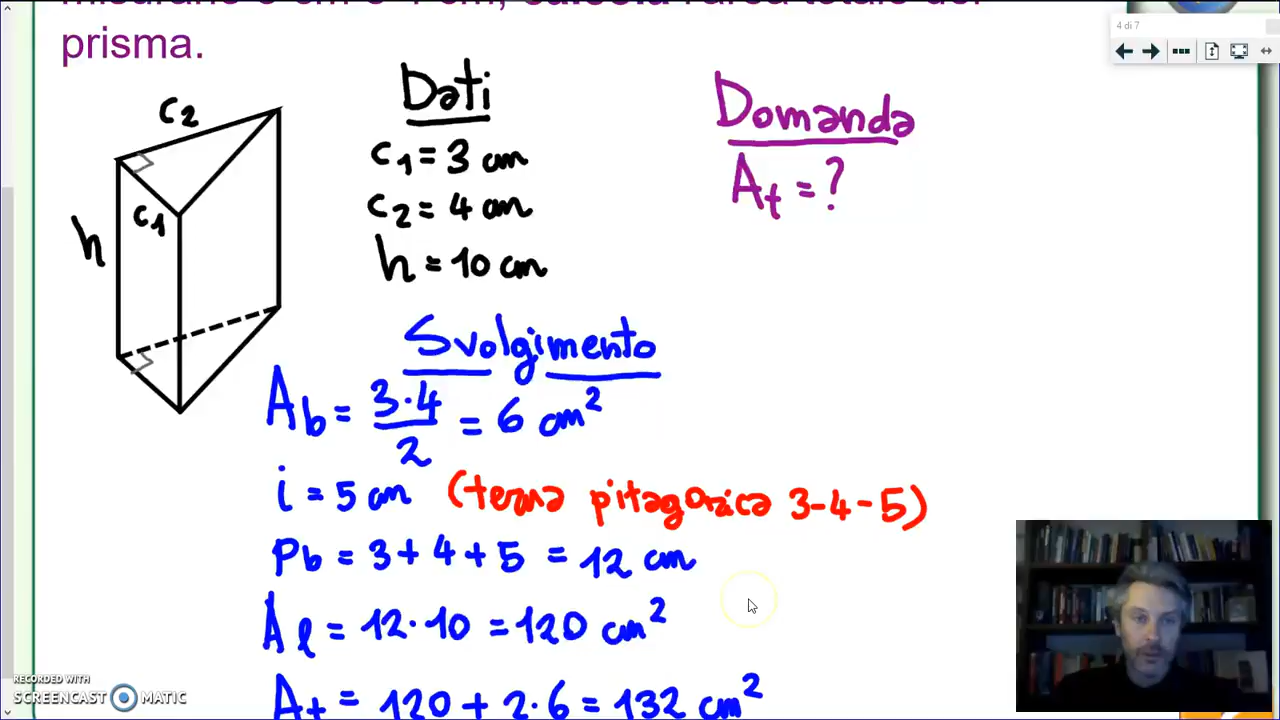 prisma.
4 di 7
Dati
c1 = 3 cm
c2 = 4 cm
h = 10 cm
Domanda
At = ?
c2
c1
h
Svolgimento
Ab = 3·4/2 = 6 cm²
i = 5 cm (terna pitagorica 3-4-5)
Pb = 3+4+5 = 12 cm
Al = 12·10 = 120 cm²
At = 120 + 2·6 = 132 cm²
RECORDED WITH
SCREENCAST MATIC